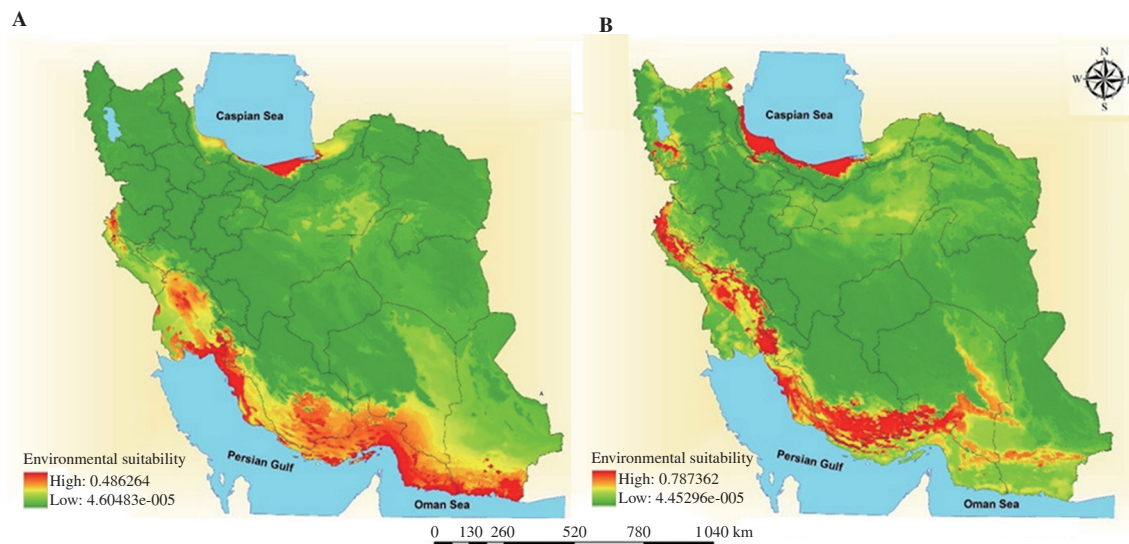 A
B
Caspian Sea
Caspian Sea
N
W
S
A
Environmental suitability
High: 0.486264
Low: 4.60483e-005
Persian Gulf
Oman Sea
Environmental suitability
High: 0.787362
Low: 4.45296e-005
Persian Gulf
Oman Sea
0 130 260 520 780 1 040 km